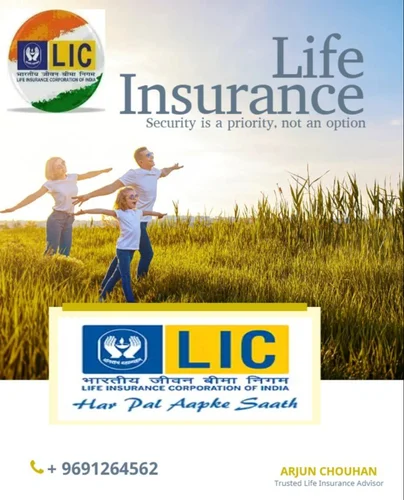 LIC
भारतीय जीवन बीमा निगम
LIFE INSURANCE CORPORATION OF INDIA
Life
Insurance
Security is a priority, not an option
LIC
भारतीय जीवन बीमा निगम
LIFE INSURANCE CORPORATION OF INDIA
Har Pal Aapke Saath
+ 9691264562
ARJUN CHOUHAN
Trusted Life Insurance Advisor